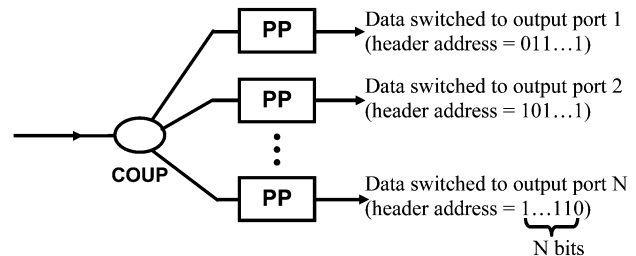 PP
Data switched to output port 1
(header address = 011…1)
PP
Data switched to output port 2
(header address = 101…1)
COUP
PP
Data switched to output port N
(header address = 1…110)
N bits